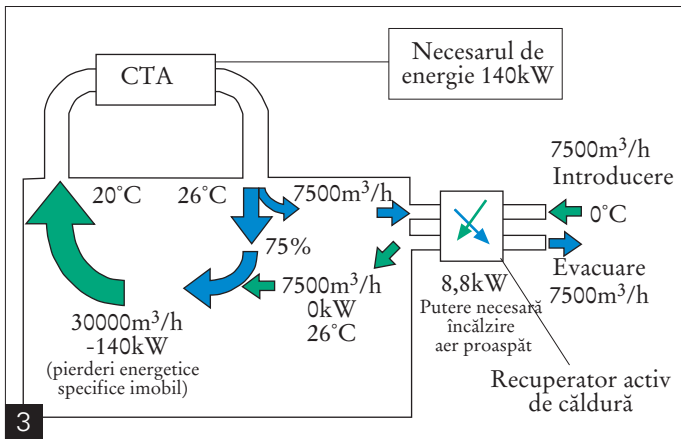 CTA
Necesarul de
energie 140kW
20°C
26°C
7500m³/h
75%
7500m³/h
0kW
26°C
30000m³/h
-140kW
(pierderi energetice
specifice imobil)
7500m³/h
Introducere
0°C
Evacuare
7500m³/h
8,8kW
Putere necesară
încălzire
aer proaspăt
Recuperator activ
de căldură
3